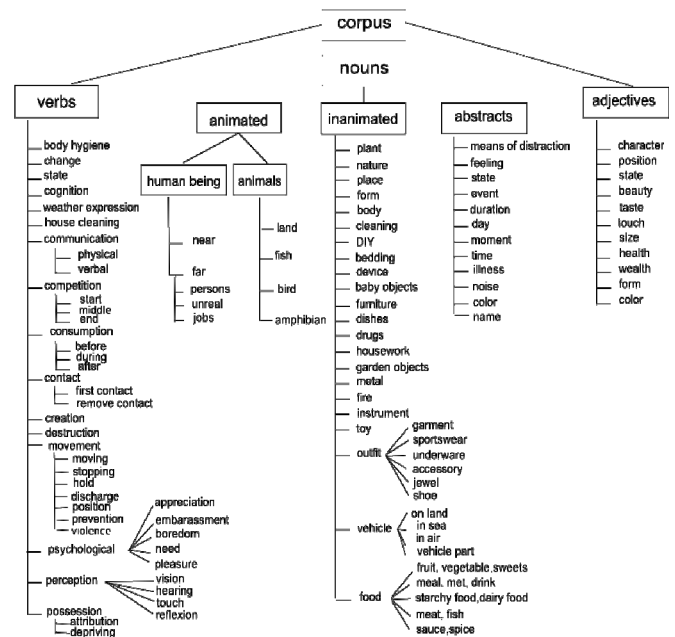 corpus
nouns
verbs
body hygiene
change
state
cognition
weather expression
house cleaning
communication
physical
verbal
competition
start
middle
end
consumption
before
during
after
contact
first contact
remove contact
creation
destruction
movement
moving
stopping
hold
discharge
position
prevention
violence
psychological
appreciation
embarassment
boredom
need
pleasure
perception
vision
hearing
touch
reflexion
possession
attribution
depriving
animated
human being
near
far
persons
unreal
jobs
animals
land
fish
bird
amphibian
inanimated
plant
nature
place
form
body
cleaning
DIY
bedding
device
baby objects
furniture
dishes
drugs
housework
garden objects
metal
fire
instrument
toy
outfit
garment
sportswear
underware
accessory
jewel
shoe
vehicle
on land
in sea
in air
vehicle part
food
fruit, vegetable,sweets
meal, met, drink
starchy food,dairy food
meat, fish
sauce,spice
abstracts
means of distraction
feeling
state
event
duration
day
moment
time
illness
noise
color
name
adjectives
character
position
state
beauty
taste
touch
size
health
wealth
form
color